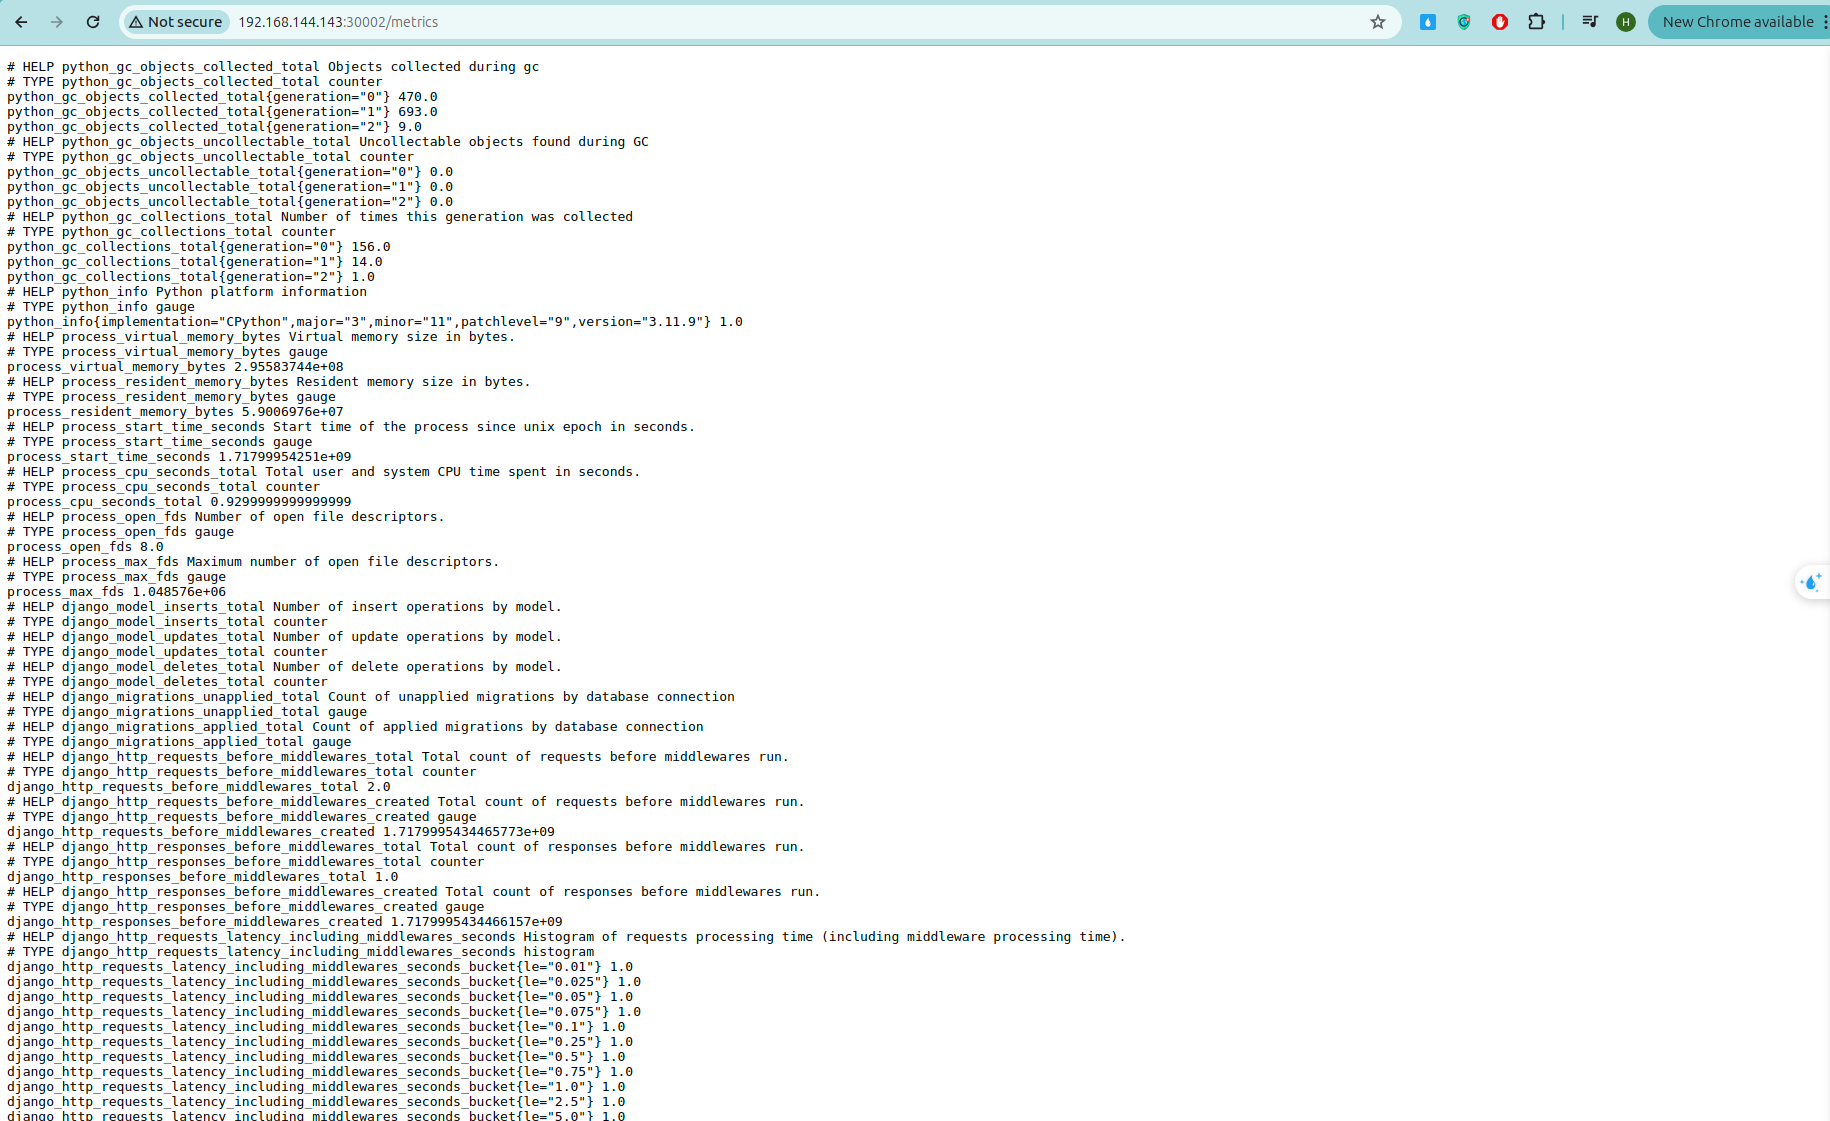 Not secure 192.168.144.143:30002/metrics H New Chrome available
# HELP python_gc_objects_collected_total Objects collected during gc
# TYPE python_gc_objects_collected_total counter
python_gc_objects_collected_total{generation="0"} 470.0
python_gc_objects_collected_total{generation="1"} 693.0
python_gc_objects_collected_total{generation="2"} 9.0
# HELP python_gc_objects_uncollectable_total Uncollectable objects found during GC
# TYPE python_gc_objects_uncollectable_total counter
python_gc_objects_uncollectable_total{generation="0"} 0.0
python_gc_objects_uncollectable_total{generation="1"} 0.0
python_gc_objects_uncollectable_total{generation="2"} 0.0
# HELP python_gc_collections_total Number of times this generation was collected
# TYPE python_gc_collections_total counter
python_gc_collections_total{generation="0"} 156.0
python_gc_collections_total{generation="1"} 14.0
python_gc_collections_total{generation="2"} 1.0
# HELP python_info Python platform information
# TYPE python_info gauge
python_info{implementation="CPython",major="3",minor="11",patchlevel="9",version="3.11.9"} 1.0
# HELP process_virtual_memory_bytes Virtual memory size in bytes.
# TYPE process_virtual_memory_bytes gauge
process_virtual_memory_bytes 2.95583744e+08
# HELP process_resident_memory_bytes Resident memory size in bytes.
# TYPE process_resident_memory_bytes gauge
process_resident_memory_bytes 5.9006976e+07
# HELP process_start_time_seconds Start time of the process since unix epoch in seconds.
# TYPE process_start_time_seconds gauge
process_start_time_seconds 1.71799954251e+09
# HELP process_cpu_seconds_total Total user and system CPU time spent in seconds.
# TYPE process_cpu_seconds_total counter
process_cpu_seconds_total 0.9299999999999999
# HELP process_open_fds Number of open file descriptors.
# TYPE process_open_fds gauge
process_open_fds 8.0
# HELP process_max_fds Maximum number of open file descriptors.
# TYPE process_max_fds gauge
process_max_fds 1.048576e+06
# HELP django_model_inserts_total Number of insert operations by model.
# TYPE django_model_inserts_total counter
# HELP django_model_updates_total Number of update operations by model.
# TYPE django_model_updates_total counter
# HELP django_model_deletes_total Number of delete operations by model.
# TYPE django_model_deletes_total counter
# HELP django_migrations_unapplied_total Count of unapplied migrations by database connection
# TYPE django_migrations_unapplied_total gauge
# HELP django_migrations_applied_total Count of applied migrations by database connection
# TYPE django_migrations_applied_total gauge
# HELP django_http_requests_before_middlewares_total Total count of requests before middlewares run.
# TYPE django_http_requests_before_middlewares_total counter
django_http_requests_before_middlewares_total 2.0
# HELP django_http_requests_before_middlewares_created Total count of requests before middlewares run.
# TYPE django_http_requests_before_middlewares_created gauge
django_http_requests_before_middlewares_created 1.7179995434465773e+09
# HELP django_http_responses_before_middlewares_total Total count of responses before middlewares run.
# TYPE django_http_responses_before_middlewares_total counter
django_http_responses_before_middlewares_total 1.0
# HELP django_http_responses_before_middlewares_created Total count of responses before middlewares run.
# TYPE django_http_responses_before_middlewares_created gauge
django_http_responses_before_middlewares_created 1.7179995434466157e+09
# HELP django_http_requests_latency_including_middlewares_seconds Histogram of requests processing time (including middleware processing time).
# TYPE django_http_requests_latency_including_middlewares_seconds histogram
django_http_requests_latency_including_middlewares_seconds_bucket{le="0.01"} 1.0
django_http_requests_latency_including_middlewares_seconds_bucket{le="0.025"} 1.0
django_http_requests_latency_including_middlewares_seconds_bucket{le="0.05"} 1.0
django_http_requests_latency_including_middlewares_seconds_bucket{le="0.075"} 1.0
django_http_requests_latency_including_middlewares_seconds_bucket{le="0.1"} 1.0
django_http_requests_latency_including_middlewares_seconds_bucket{le="0.25"} 1.0
django_http_requests_latency_including_middlewares_seconds_bucket{le="0.5"} 1.0
django_http_requests_latency_including_middlewares_seconds_bucket{le="0.75"} 1.0
django_http_requests_latency_including_middlewares_seconds_bucket{le="1.0"} 1.0
django_http_requests_latency_including_middlewares_seconds_bucket{le="2.5"} 1.0
django_http_requests_latency_including_middlewares_seconds_bucket{le="5.0"} 1.0